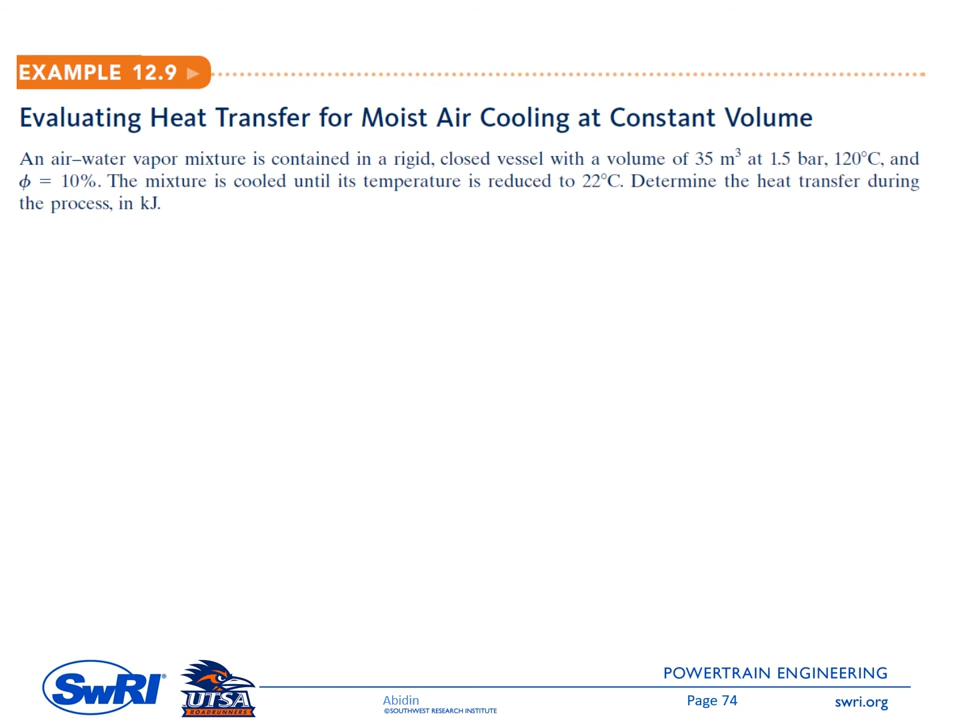 EXAMPLE 12.9 ▶
Evaluating Heat Transfer for Moist Air Cooling at Constant Volume
An air–water vapor mixture is contained in a rigid, closed vessel with a volume of 35 m³ at 1.5 bar, 120°C, and
ϕ = 10%. The mixture is cooled until its temperature is reduced to 22°C. Determine the heat transfer during
the process, in kJ.
SwRI®
UTSA
ROADRUNNERS
POWERTRAIN ENGINEERING
Abidin
©SOUTHWEST RESEARCH INSTITUTE
Page 74
swri.org